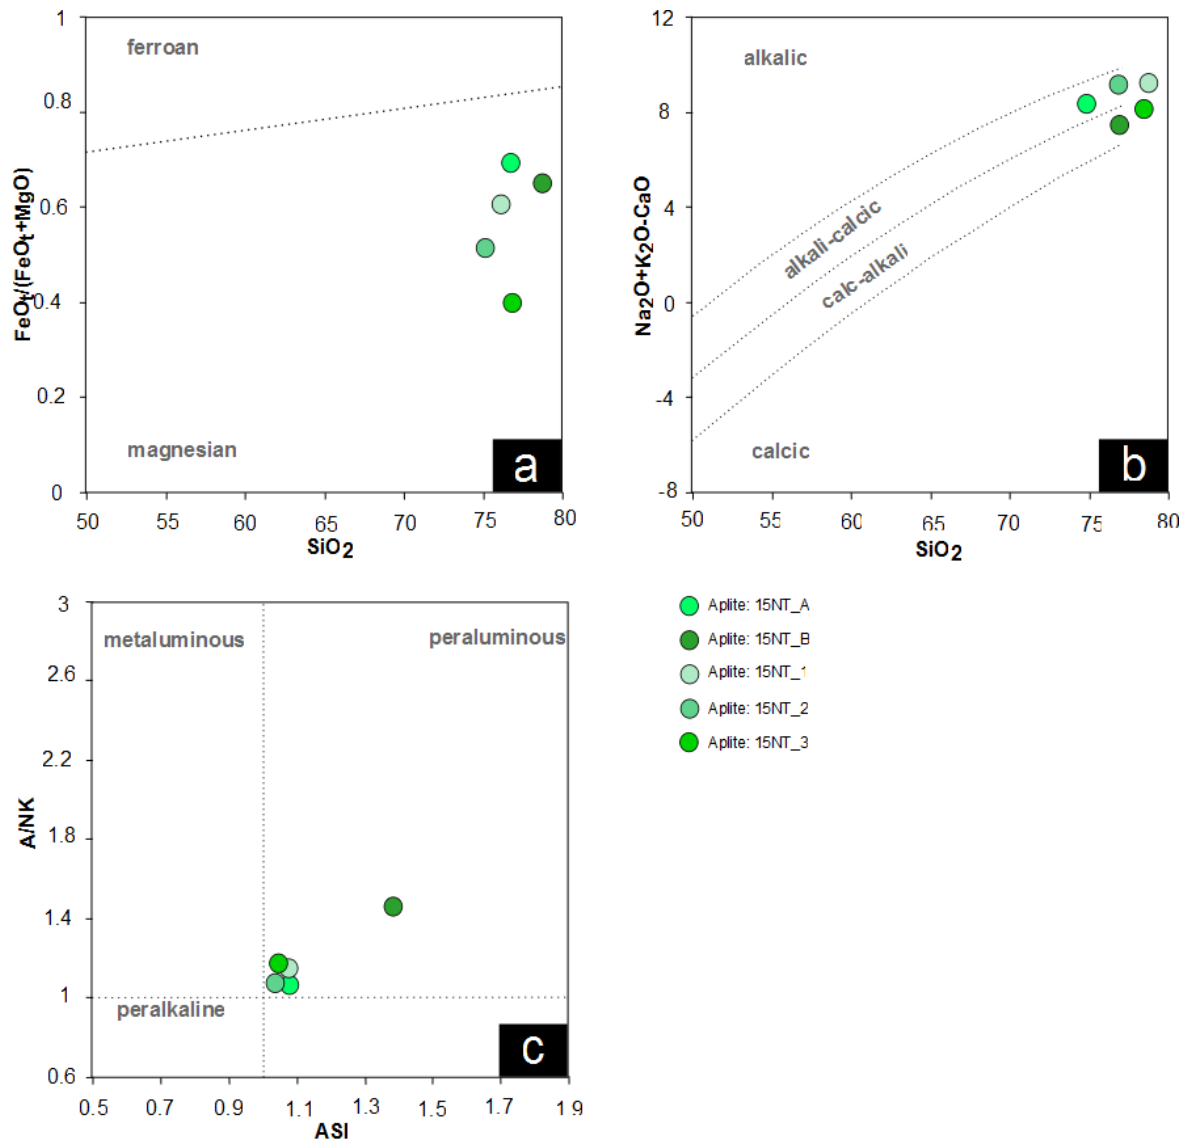 1
ferroan
0.8
0.6
0.4
0.2
0
FeOt/(FeOt+MgO)
magnesian
a
50 55 60 65 70 75 80
SiO2
12
alkalic
8
4
0
-4
-8
Na2O+K2O-CaO
alkali-calcic
calc-alkali
calcic
b
50 55 60 65 70 75 80
SiO2
3
metaluminous
peraluminous
2.6
2.2
1.8
1.4
1
0.6
A/NK
peralkaline
c
0.5 0.7 0.9 1.1 1.3 1.5 1.7 1.9
ASI
Aplite: 15NT_A
Aplite: 15NT_B
Aplite: 15NT_1
Aplite: 15NT_2
Aplite: 15NT_3